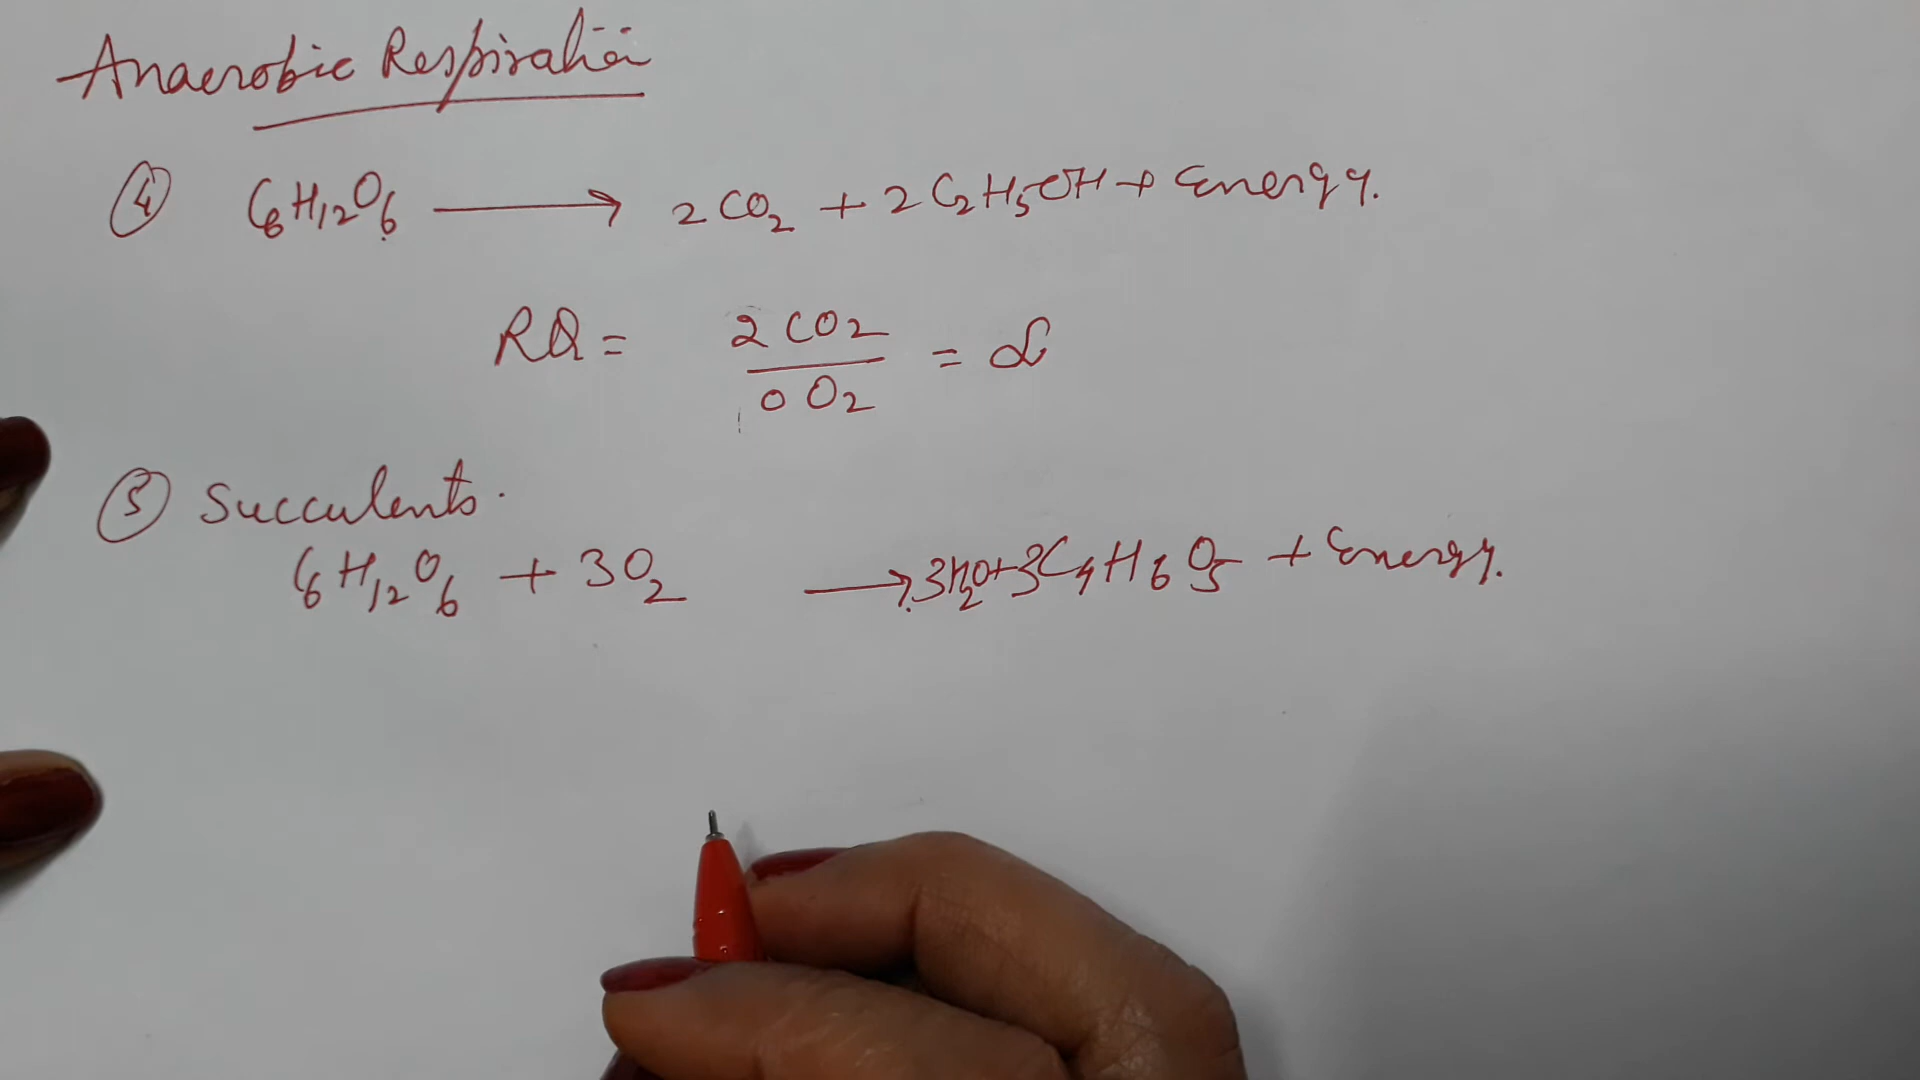 Anaerobic Respiration
④ C₆H₁₂O₆ ⟶ 2CO₂ + 2C₂H₅OH + Energy.
RQ = 2CO₂ / 0O₂ = ∞
⑤ Succulents.
C₆H₁₂O₆ + 3O₂ ⟶ 3H₂O + 3C₄H₆O₅ + Energy.